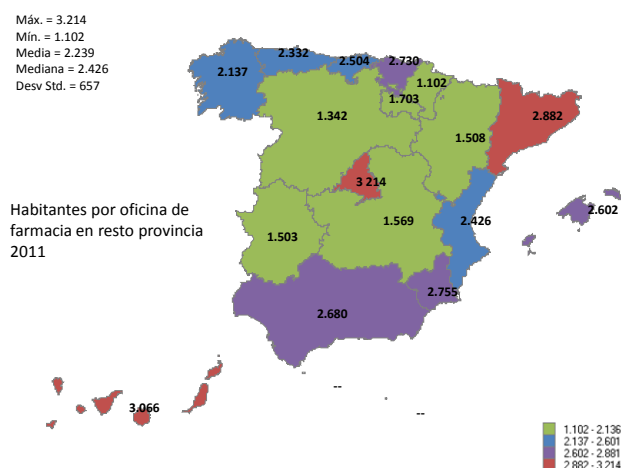 Máx. = 3.214
Mín. = 1.102
Media = 2.239
Mediana = 2.426
Desv Std. = 657
2.332
2.504
2.730
2.137
1.102
1.703
1.342
2.882
1.508
3 214
Habitantes por oficina de
farmacia en resto provincia
2011
2.602
2.426
1.503
1.569
2.755
2.680
--
--
3.066
1.102 - 2.136
2.137 - 2.601
2.602 - 2.881
2.882 - 3.214